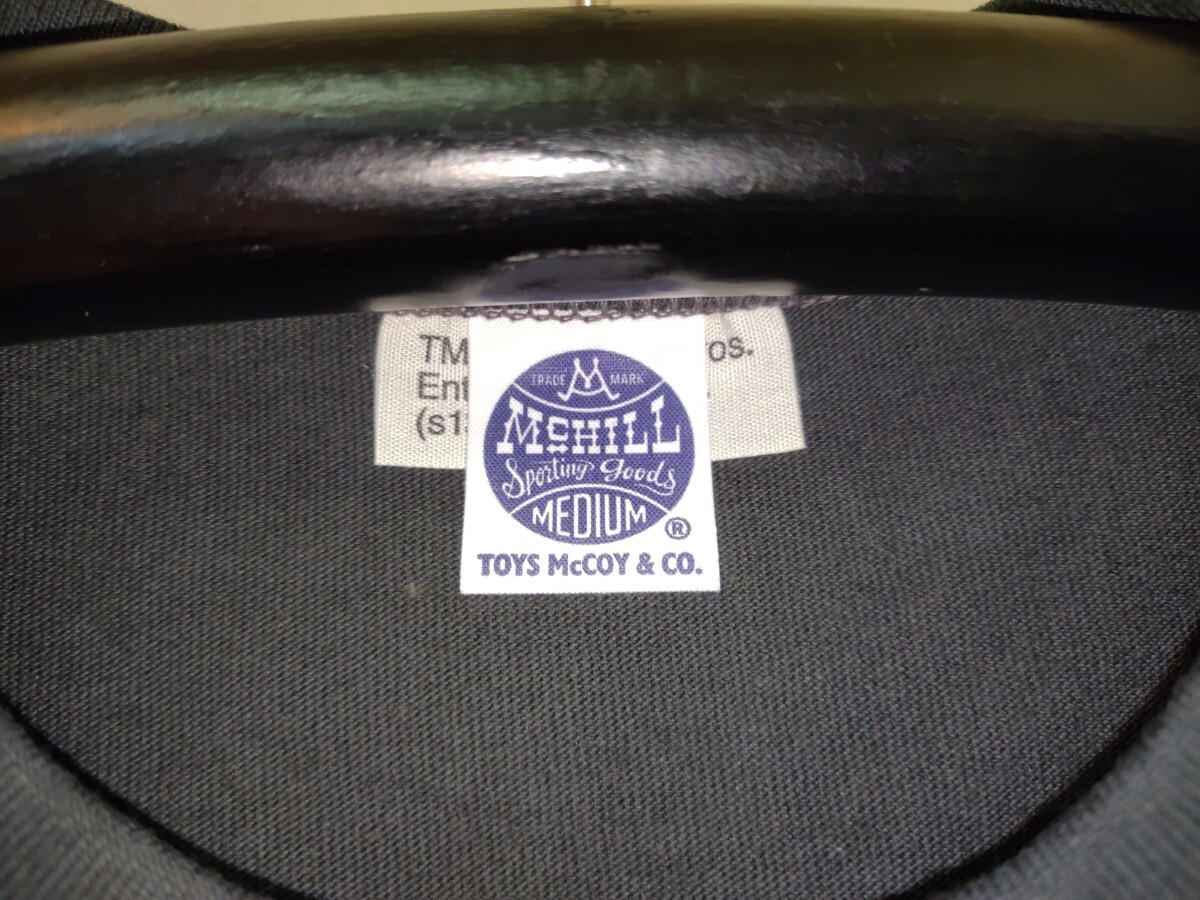 TM os.
Ent
(s1
TRADE MARK
McHILL
Sporting Goods
MEDIUM
®
TOYS McCOY & CO.